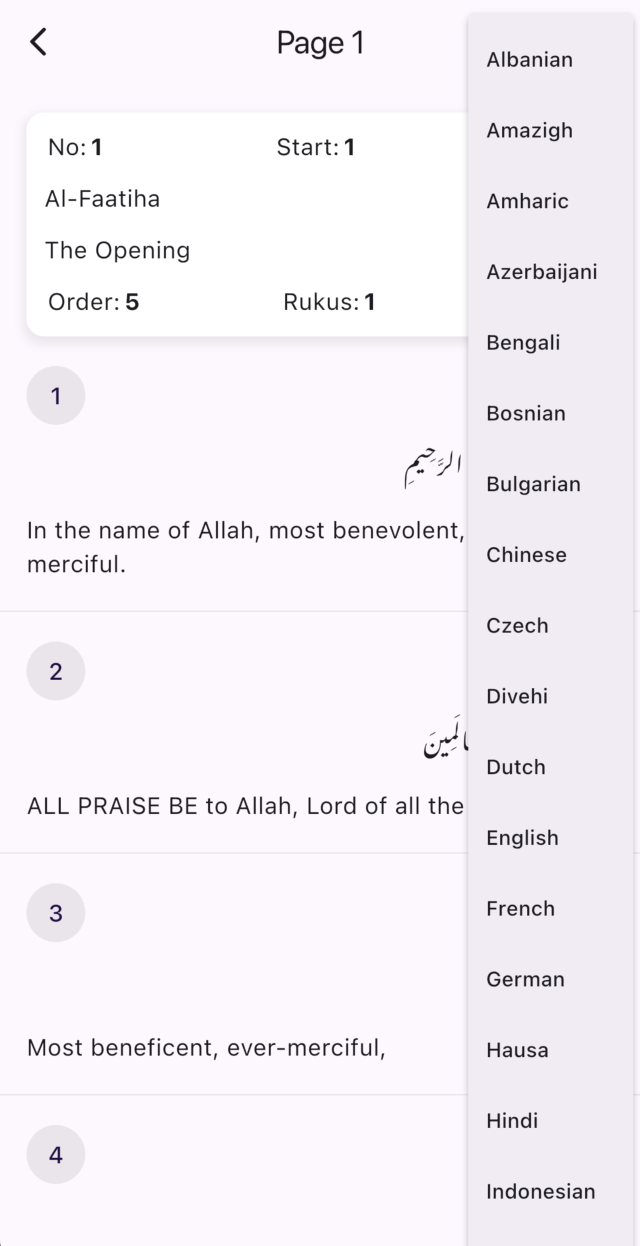 Page 1
No: 1 Start: 1
Al-Faatiha
The Opening
Order: 5 Rukus: 1
1
الرَّحِيمِ
In the name of Allah, most benevolent,
merciful.
2
ALL PRAISE BE to Allah, Lord of all the
3
Most beneficent, ever-merciful,
4
Albanian
Amazigh
Amharic
Azerbaijani
Bengali
Bosnian
Bulgarian
Chinese
Czech
Divehi
Dutch
English
French
German
Hausa
Hindi
Indonesian